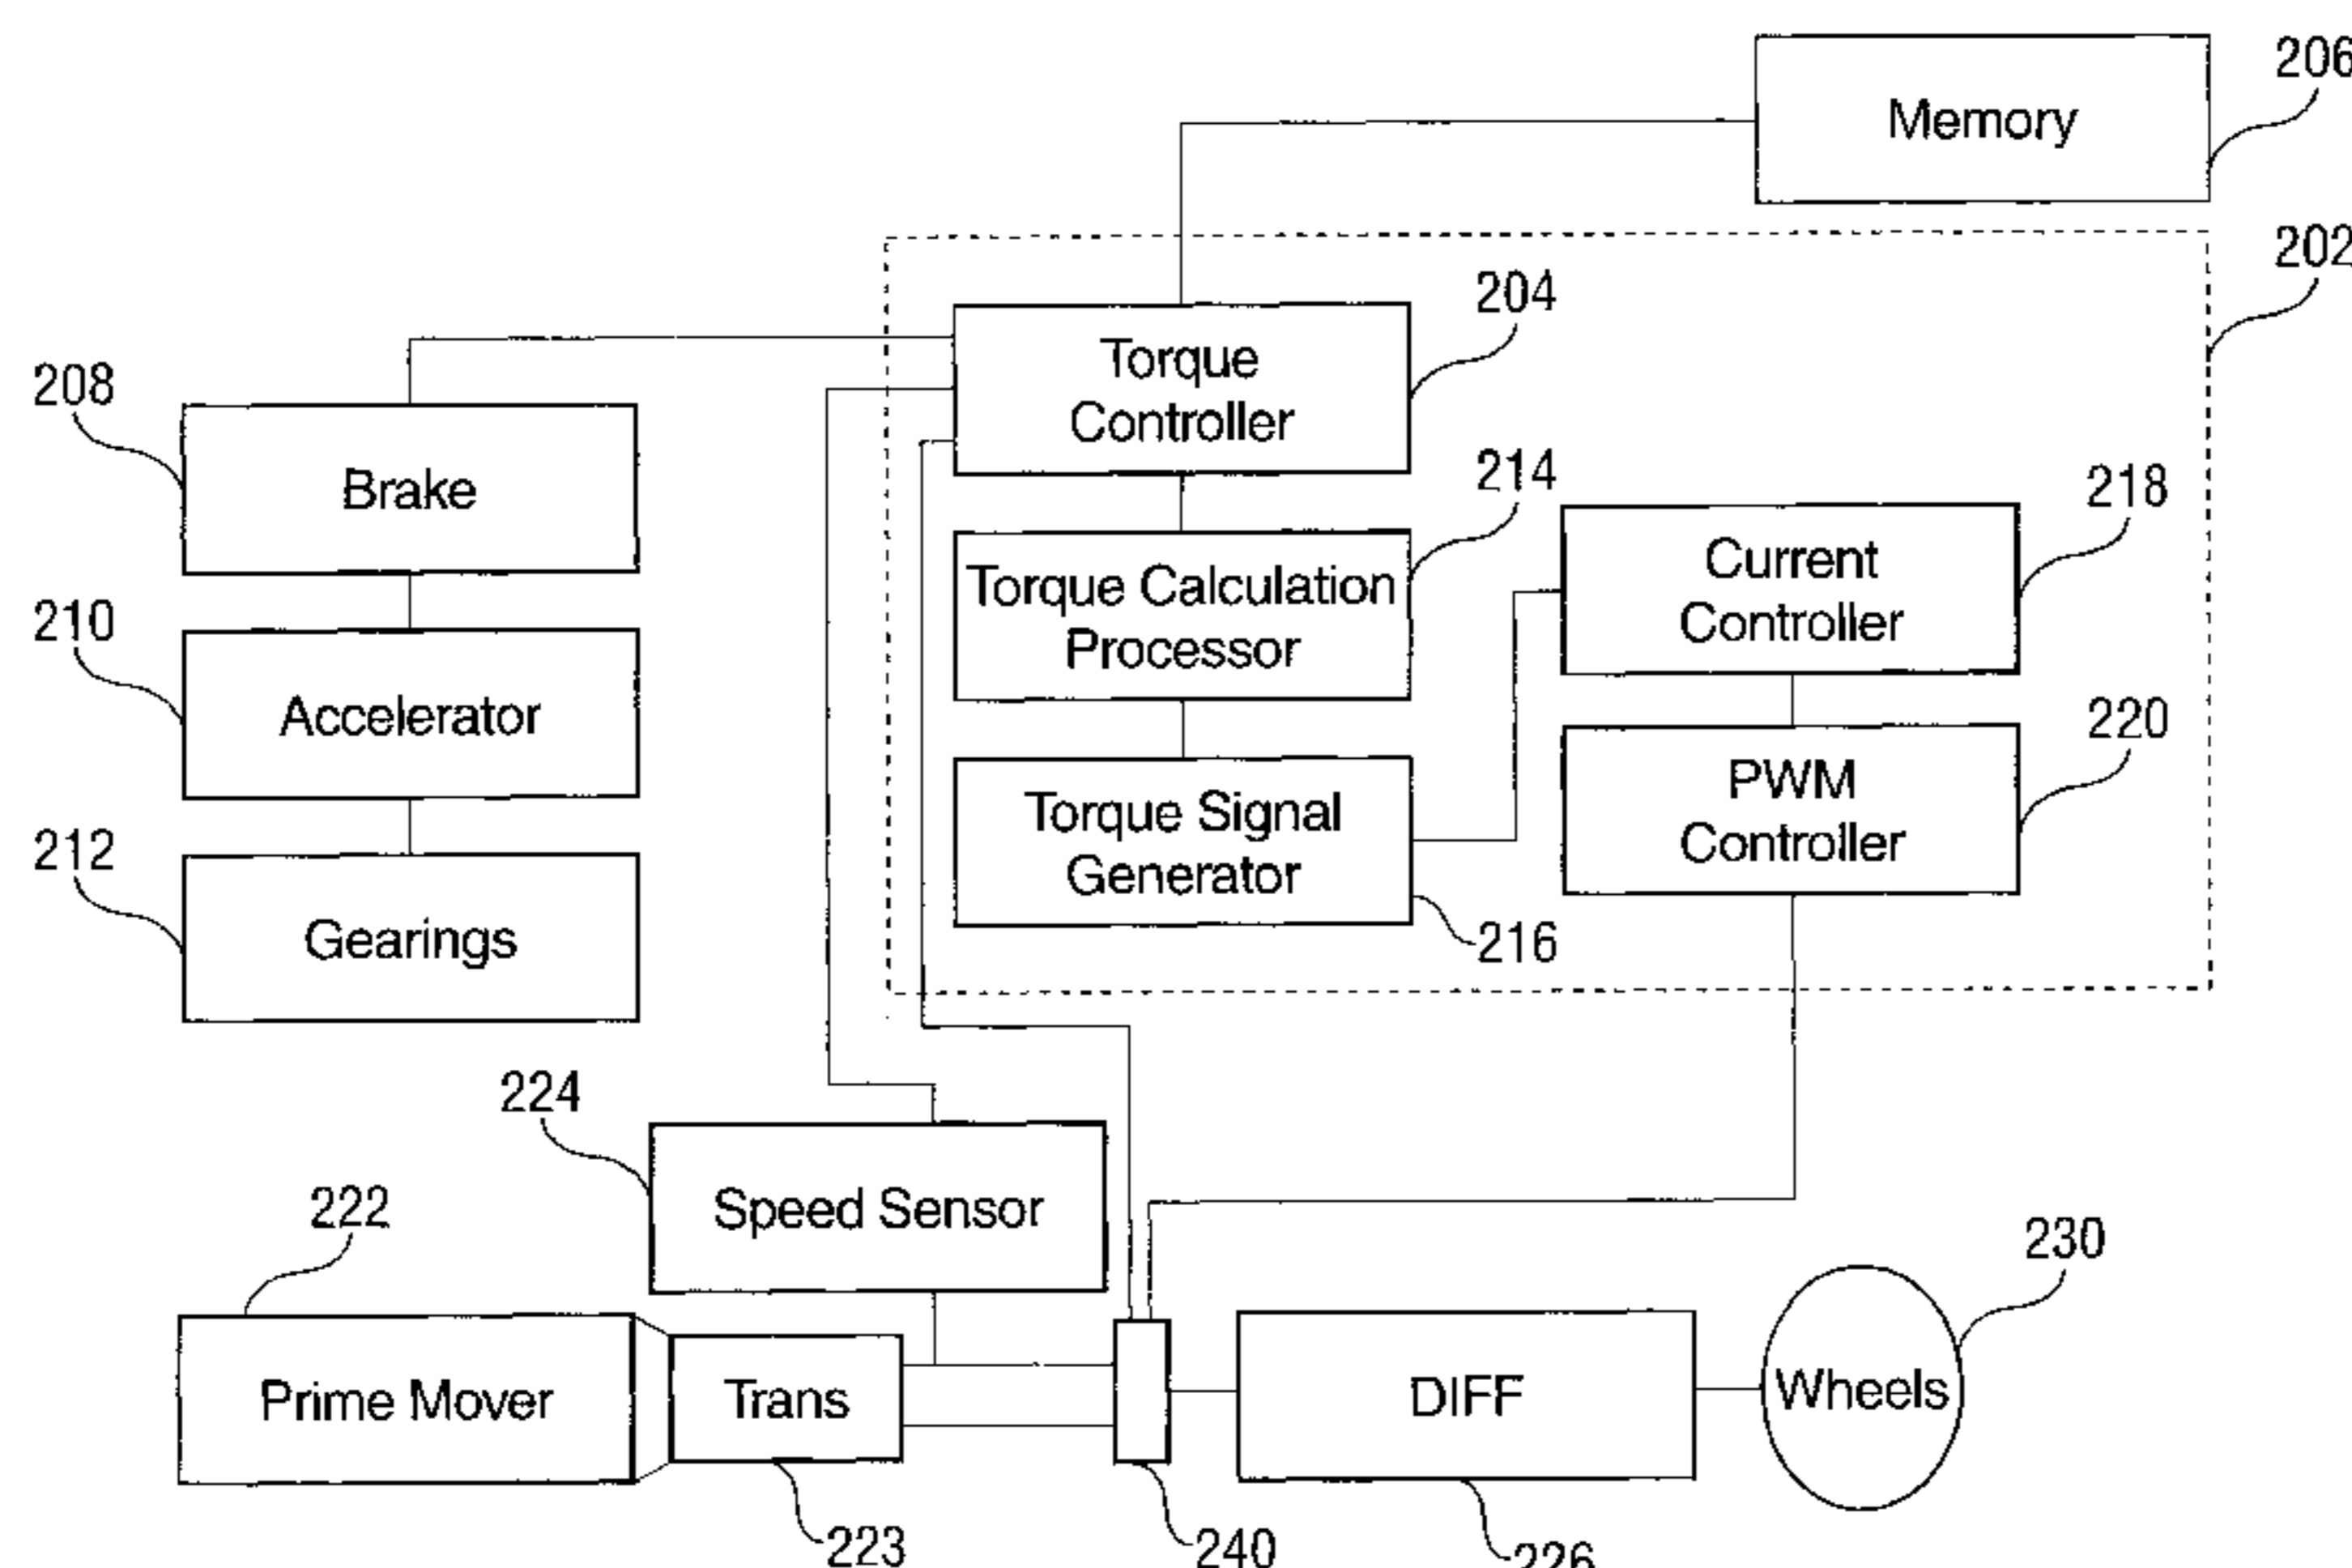 206
Memory
202
204
Torque
Controller
208
Brake
214
218
Torque Calculation
Processor
Current
Controller
210
Accelerator
220
PWM
Controller
Torque Signal
Generator
212
216
Gearings
224
Speed Sensor
222
230
Prime Mover
Trans
DIFF
Wheels
223
240
226